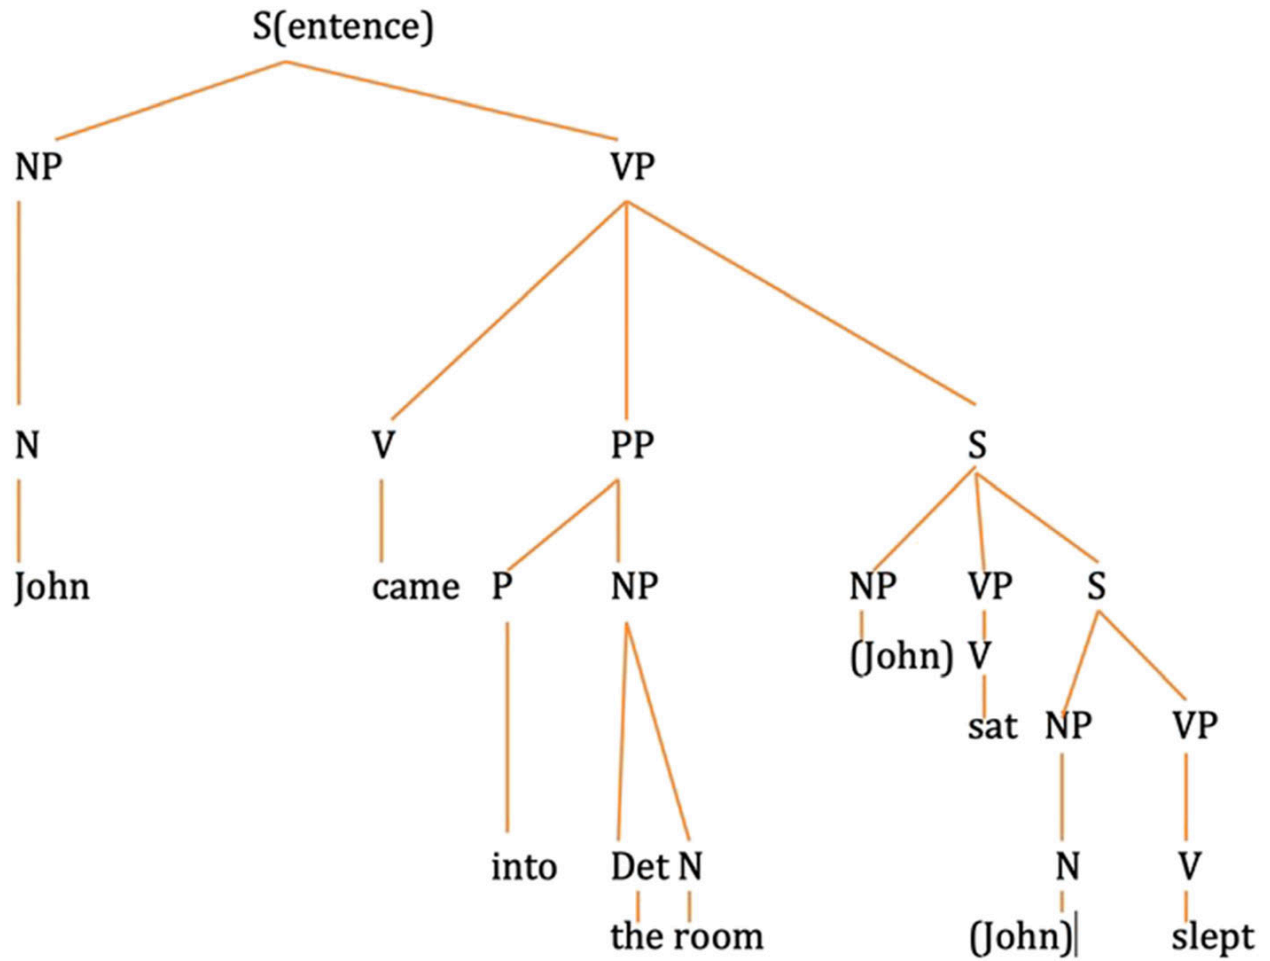 S(entence)
NP VP
N V PP S
John came P NP NP VP S
(John) V
sat NP VP
into Det N N V
the room (John) slept